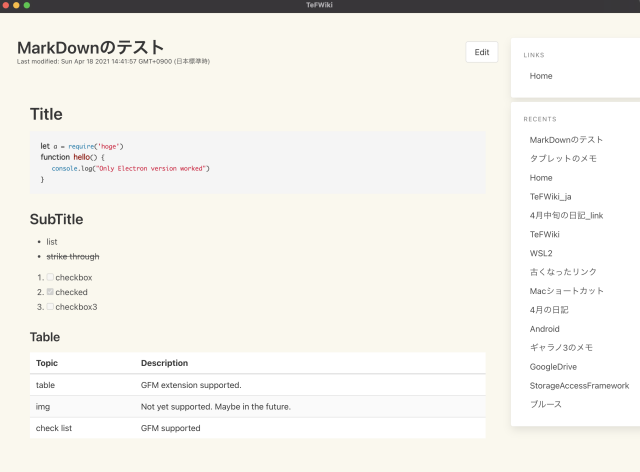 TeFWiki
MarkDownのテスト
Edit
Last modified: Sun Apr 18 2021 14:41:57 GMT+0900 (日本標準時)
Title
let a = require('hoge')
function hello() {
console.log("Only Electron version worked")
}
SubTitle
list
strike through
1. checkbox
2. checked
3. checkbox3
Table
Topic Description
table GFM extension supported.
img Not yet supported. Maybe in the future.
check list GFM supported
LINKS
Home
RECENTS
MarkDownのテスト
タブレットのメモ
Home
TeFWiki_ja
4月中旬の日記_link
TeFWiki
WSL2
古くなったリンク
Macショートカット
4月の日記
Android
ギャラノ3のメモ
GoogleDrive
StorageAccessFramework
ブルース